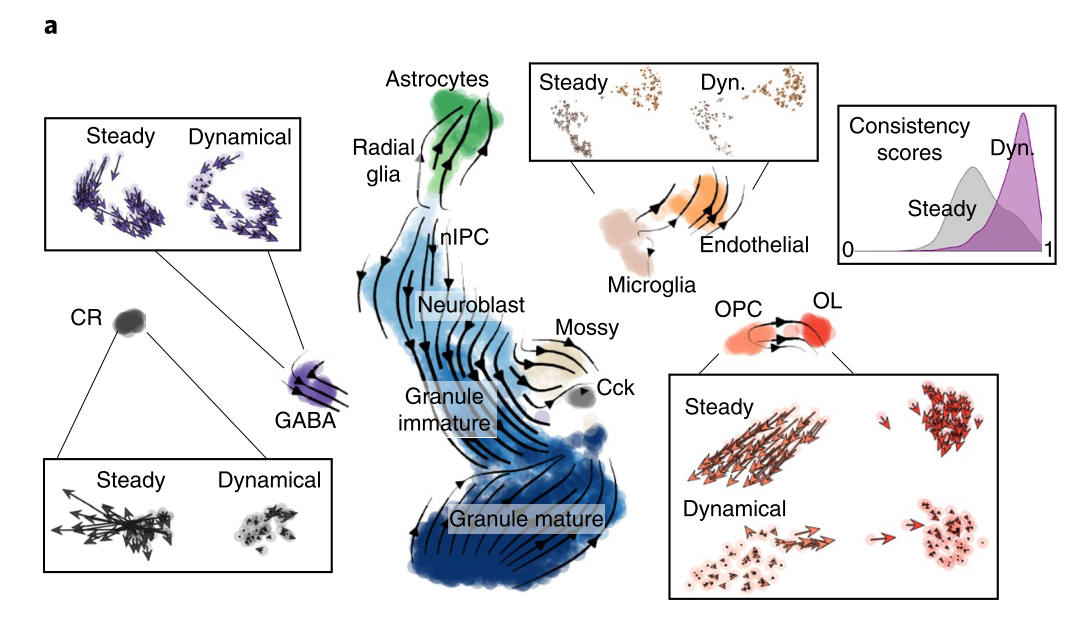 a
Astrocytes
Steady Dyn.
Steady Dynamical
Consistency
scores
Dyn.
Steady
0 1
Radial
glia
nIPC
Endothelial
Microglia
CR
Neuroblast
OPC OL
Mossy
Cck
GABA
Granule
immature
Steady
Steady Dynamical
Dynamical
Granule mature